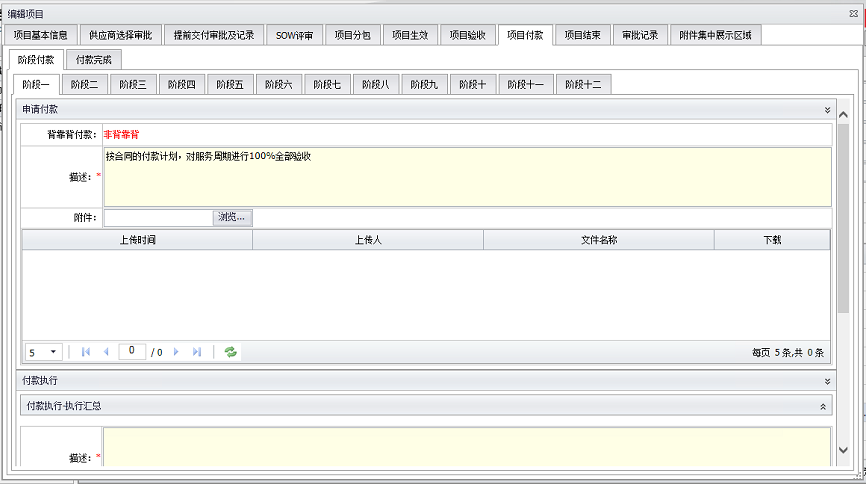 编辑项目
项目基本信息 供应商选择审批 提前交付审批及记录 SOW评审 项目分包 项目生效 项目验收 项目付款 项目结束 审批记录 附件集中展示区域
阶段付款 付款完成
阶段一 阶段二 阶段三 阶段四 阶段五 阶段六 阶段七 阶段八 阶段九 阶段十 阶段十一 阶段十二
申请付款
背靠背付款: 非背靠背
描述: * 按合同的付款计划，对服务周期进行100%全部验收
附件: 浏览...
上传时间 上传人 文件名称 下载
5 0 / 0 每页 5 条,共 0 条
付款执行
付款执行-执行汇总
描述: *